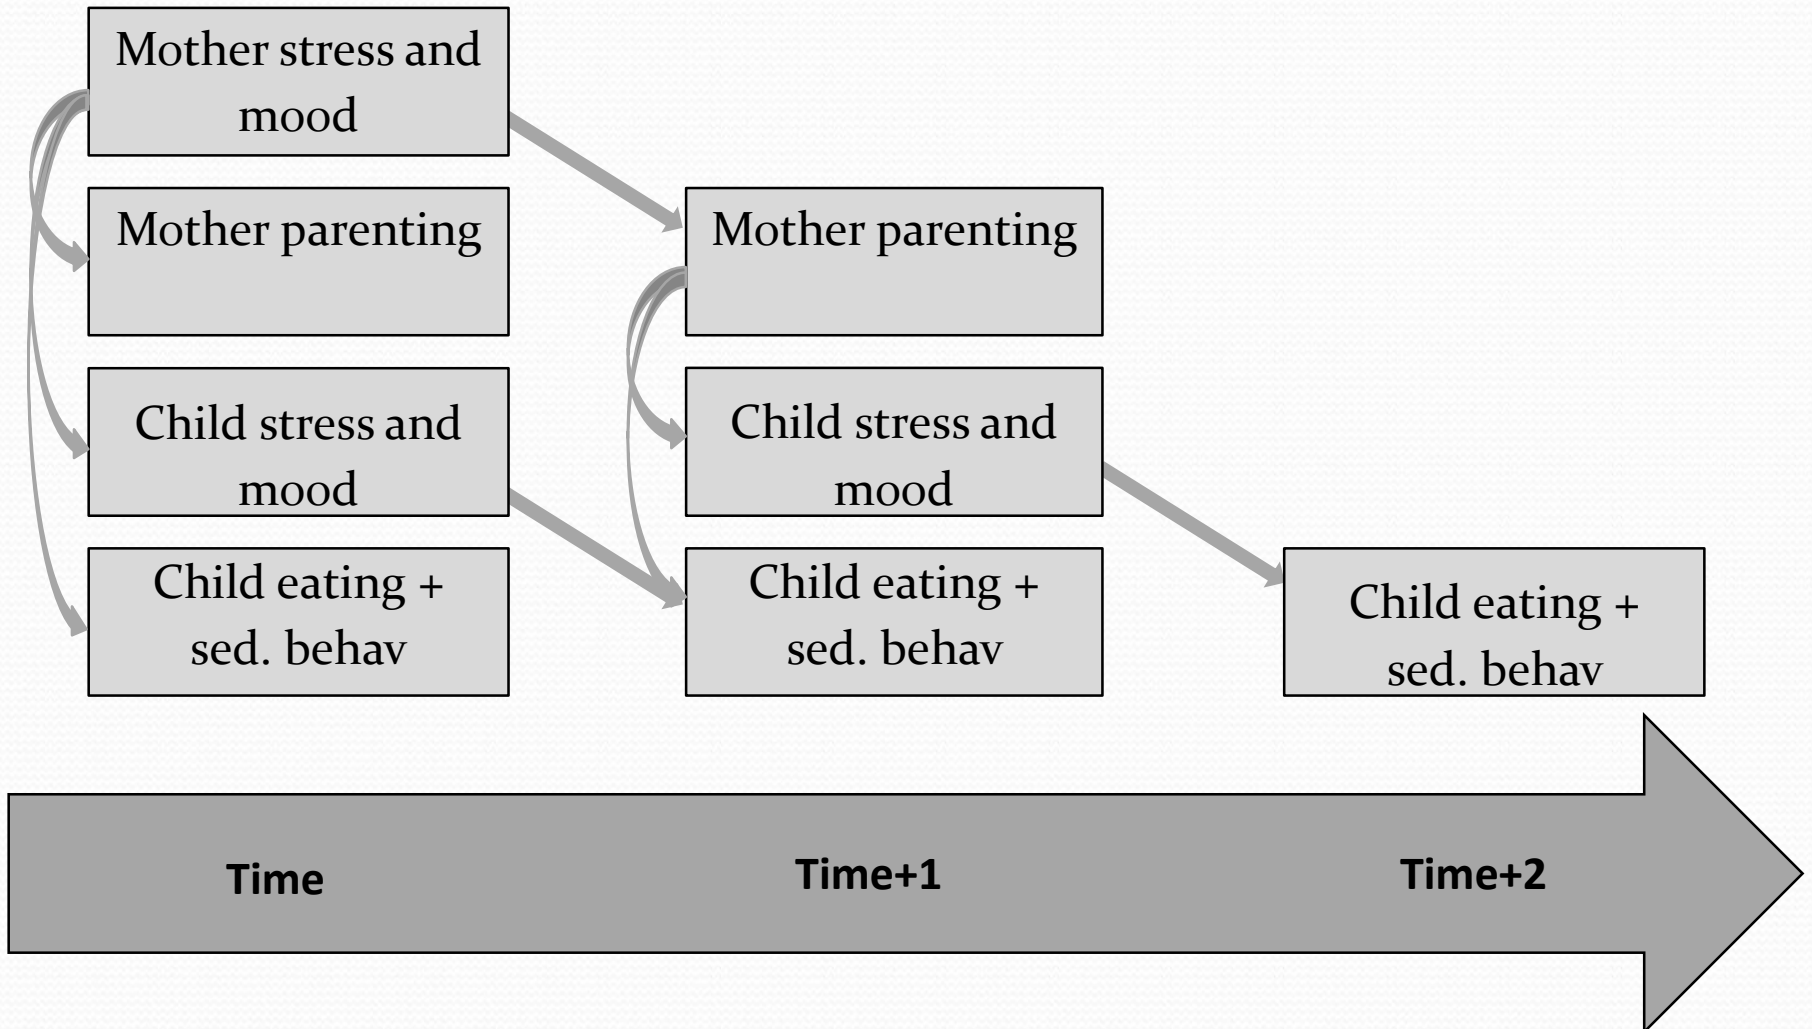 Mother stress and
mood
Mother parenting
Child stress and
mood
Child eating +
sed. behav
Mother parenting
Child stress and
mood
Child eating +
sed. behav
Child eating +
sed. behav
Time
Time+1
Time+2